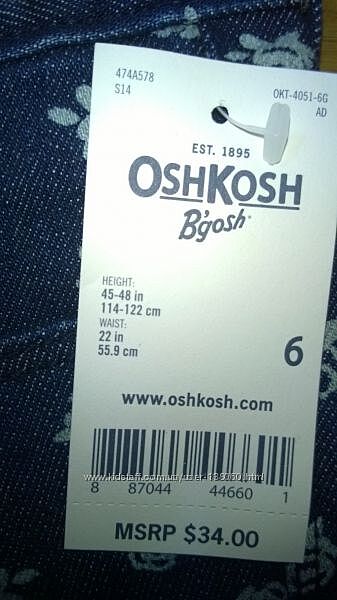 474A578
S14
OKT-4051-6G
AD
EST. 1895
OSHKOSH
B'gosh
HEIGHT:
45-48 in
114-122 cm
WAIST:
22 in
55.9 cm
6
www.oshkosh.com
8 87044 44660 1
MSRP $34.00